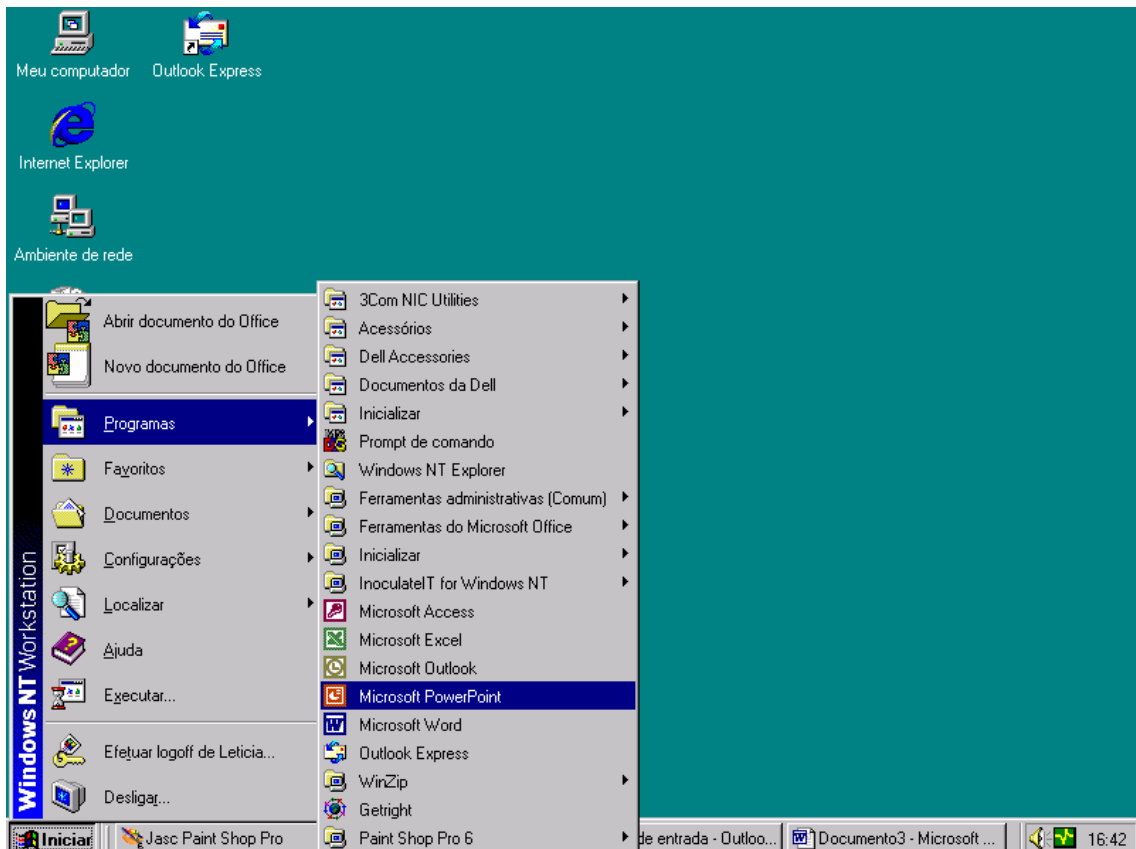 Meu computador
Outlook Express
Internet Explorer
Ambiente de rede
Abrir documento do Office
Novo documento do Office
Programas
Favoritos
Documentos
Configurações
Localizar
Ajuda
Executar...
Efetuar logoff de Leticia...
Desligar...
Windows NT Workstation
3Com NIC Utilities
Acessórios
Dell Accessories
Documentos da Dell
Inicializar
Prompt de comando
Windows NT Explorer
Ferramentas administrativas (Comum)
Ferramentas do Microsoft Office
Inicializar
InoculateIT for Windows NT
Microsoft Access
Microsoft Excel
Microsoft Outlook
Microsoft PowerPoint
Microsoft Word
Outlook Express
WinZip
Getright
Paint Shop Pro 6
Iniciar
Jasc Paint Shop Pro
de entrada - Outloo...
Documento3 - Microsoft ...
16:42